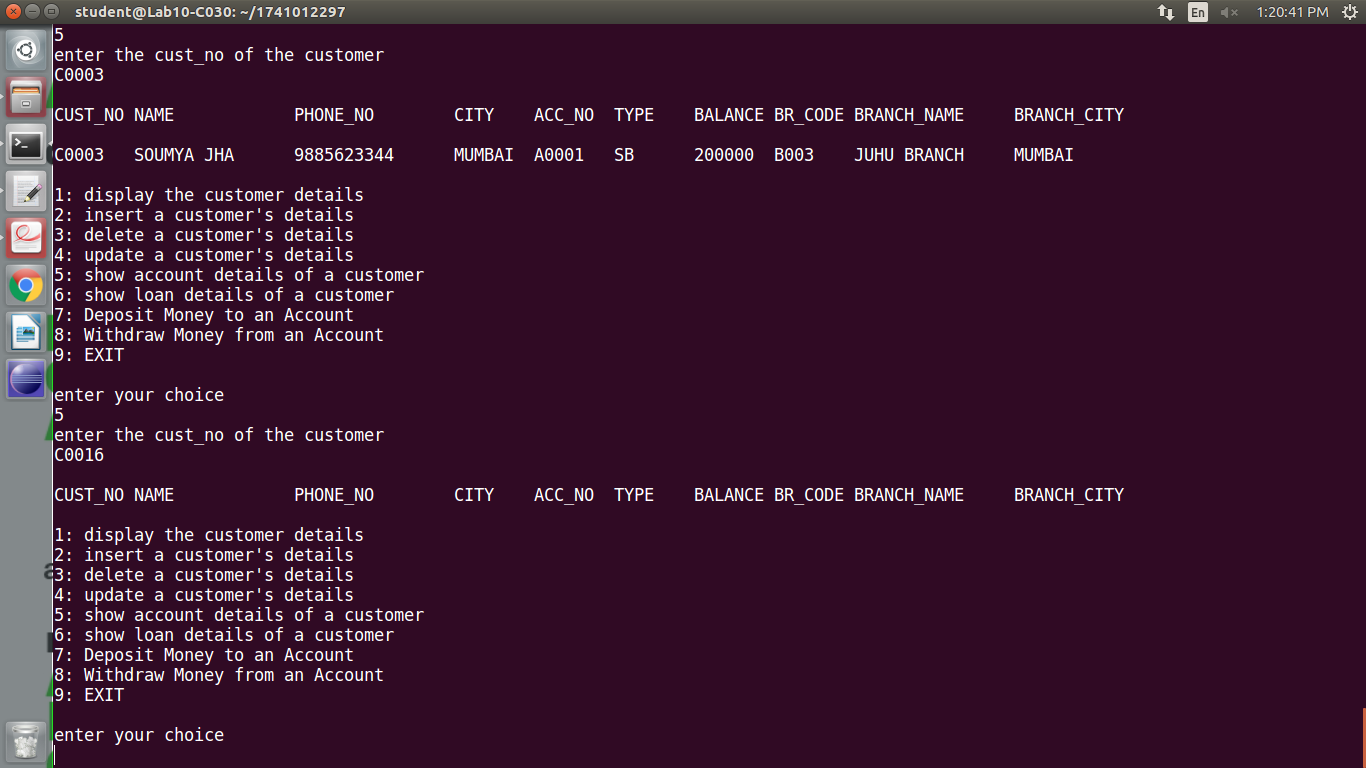 student@Lab10-C030: ~/1741012297
En
1:20:41 PM
5
enter the cust_no of the customer
C0003
CUST_NO NAME PHONE_NO CITY ACC_NO TYPE BALANCE BR_CODE BRANCH_NAME BRANCH_CITY
C0003 SOUMYA JHA 9885623344 MUMBAI A0001 SB 200000 B003 JUHU BRANCH MUMBAI
1: display the customer details
2: insert a customer's details
3: delete a customer's details
4: update a customer's details
5: show account details of a customer
6: show loan details of a customer
7: Deposit Money to an Account
8: Withdraw Money from an Account
9: EXIT
enter your choice
5
enter the cust_no of the customer
C0016
CUST_NO NAME PHONE_NO CITY ACC_NO TYPE BALANCE BR_CODE BRANCH_NAME BRANCH_CITY
1: display the customer details
2: insert a customer's details
3: delete a customer's details
4: update a customer's details
5: show account details of a customer
6: show loan details of a customer
7: Deposit Money to an Account
8: Withdraw Money from an Account
9: EXIT
enter your choice